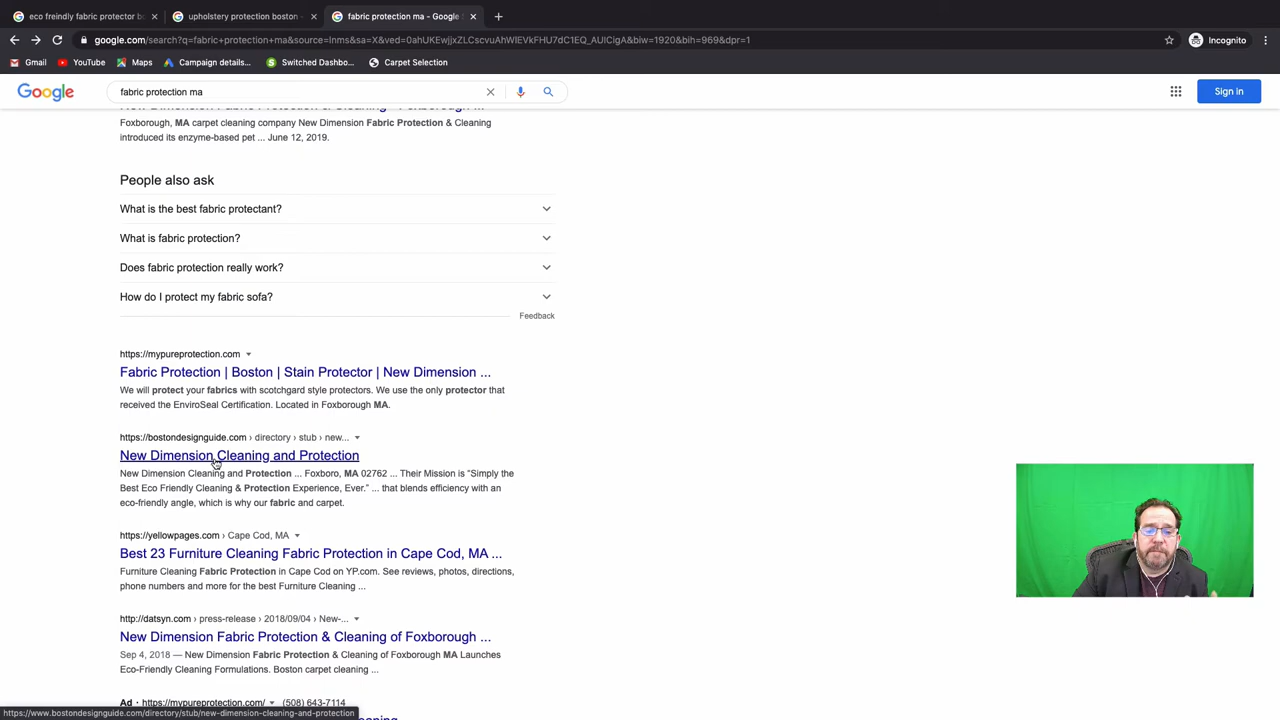 eco freindly fabric protector bo
upholstery protection boston -
fabric protection ma - Google S
google.com/search?q=fabric+protection+ma&source=lnms&sa=X&ved=0ahUKEwjjxZLCscvuAhWIEVkFHU7dC1EQ_AUICigA&biw=1920&bih=969&dpr=1
Incognito
Gmail
YouTube
Maps
Campaign details...
Switched Dashbo...
Carpet Selection
Google
fabric protection ma
Sign in
New Dimension Fabric Protection & Cleaning - Foxborough ...
Foxborough, MA carpet cleaning company New Dimension Fabric Protection & Cleaning
introduced its enzyme-based pet ... June 12, 2019.
People also ask
What is the best fabric protectant?
What is fabric protection?
Does fabric protection really work?
How do I protect my fabric sofa?
Feedback
https://mypureprotection.com
Fabric Protection | Boston | Stain Protector | New Dimension ...
We will protect your fabrics with scotchgard style protectors. We use the only protector that
received the EnviroSeal Certification. Located in Foxborough MA.
https://bostondesignguide.com › directory › stub › new...
New Dimension Cleaning and Protection
New Dimension Cleaning and Protection ... Foxboro, MA 02762 ... Their Mission is “Simply the
Best Eco Friendly Cleaning & Protection Experience, Ever.” ... that blends efficiency with an
eco-friendly angle, which is why our fabric and carpet.
https://yellowpages.com › Cape Cod, MA
Best 23 Furniture Cleaning Fabric Protection in Cape Cod, MA ...
Furniture Cleaning Fabric Protection in Cape Cod on YP.com. See reviews, photos, directions,
phone numbers and more for the best Furniture Cleaning ...
http://datsyn.com › press-release › 2018/09/04 › New-...
New Dimension Fabric Protection & Cleaning of Foxborough ...
Sep 4, 2018 — New Dimension Fabric Protection & Cleaning of Foxborough MA Launches
Eco-Friendly Cleaning Formulations. Boston carpet cleaning ...
Ad · https://mypureprotection.com/ (508) 643-7114
https://www.bostondesignguide.com/directory/stub/new-dimension-cleaning-and-protection